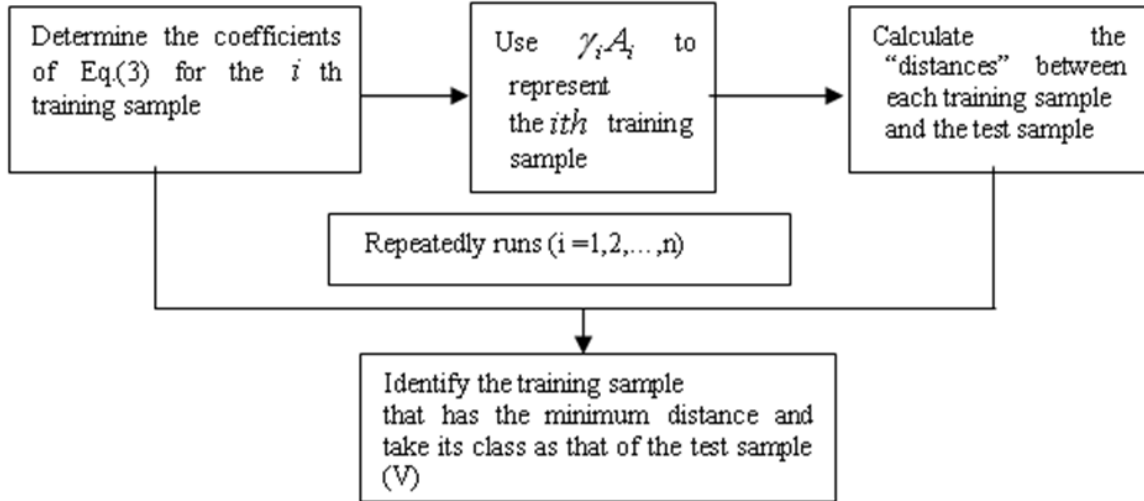 Determine the coefficients
of Eq.(3) for the i th
training sample
Use γᵢAᵢ to
represent
the ith training
sample
Calculate the
“distances” between
each training sample
and the test sample
Repeatedly runs (i =1,2,...,n)
Identify the training sample
that has the minimum distance and
take its class as that of the test sample
(V)